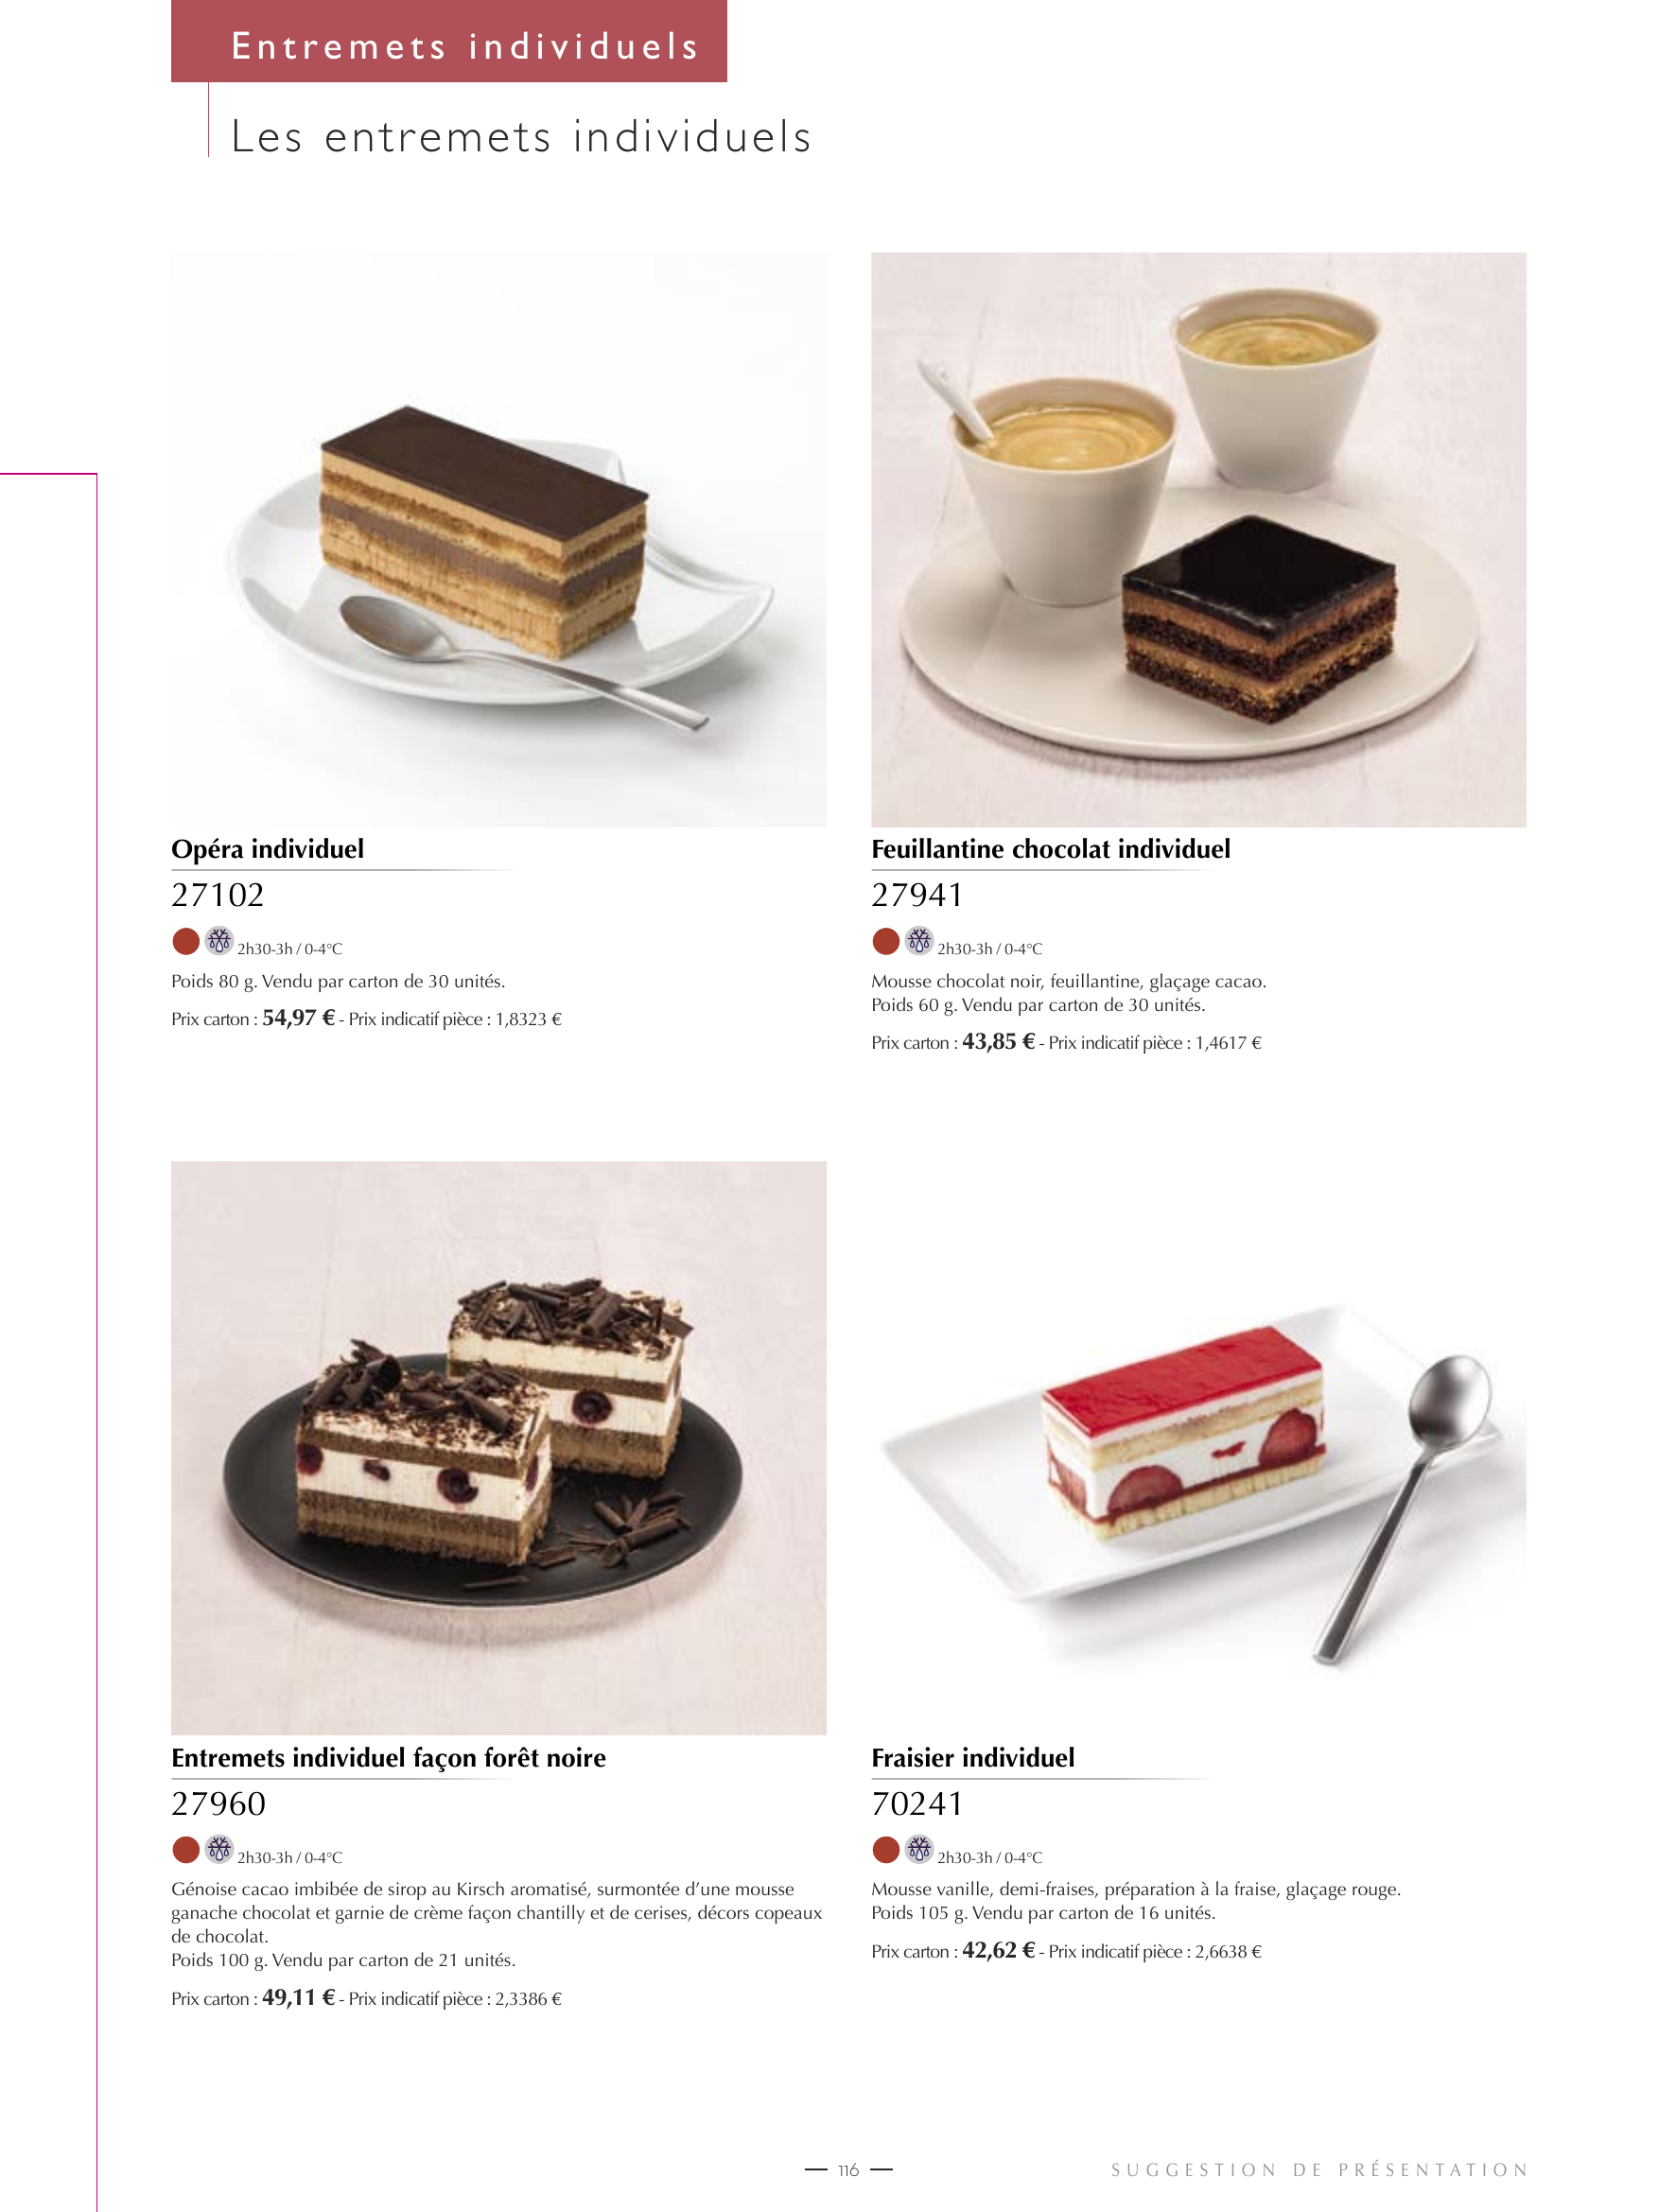 Entremets individuels
Les entremets individuels
Opéra individuel
27102
2h30-3h / 0-4°C
Poids 80 g. Vendu par carton de 30 unités.
Prix carton : 54,97 € - Prix indicatif pièce : 1,8323 €
Feuillantine chocolat individuel
27941
2h30-3h / 0-4°C
Mousse chocolat noir, feuillantine, glaçage cacao.
Poids 60 g. Vendu par carton de 30 unités.
Prix carton : 43,85 € - Prix indicatif pièce : 1,4617 €
Entremets individuel façon forêt noire
27960
2h30-3h / 0-4°C
Génoise cacao imbibée de sirop au Kirsch aromatisé, surmontée d’une mousse
ganache chocolat et garnie de crème façon chantilly et de cerises, décors copeaux
de chocolat.
Poids 100 g. Vendu par carton de 21 unités.
Prix carton : 49,11 € - Prix indicatif pièce : 2,3386 €
Fraisier individuel
70241
2h30-3h / 0-4°C
Mousse vanille, demi-fraises, préparation à la fraise, glaçage rouge.
Poids 105 g. Vendu par carton de 16 unités.
Prix carton : 42,62 € - Prix indicatif pièce : 2,6638 €
116
SUGGESTION DE PRÉSENTATION